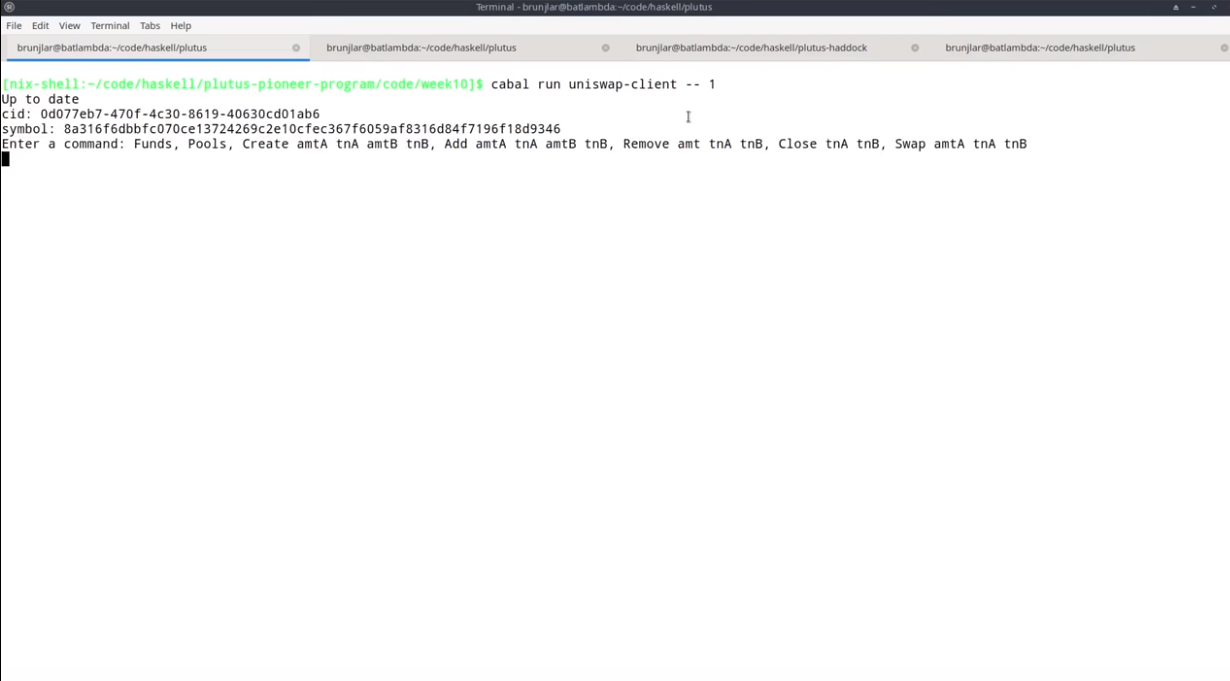 Terminal - brunjlar@batlambda:~/code/haskell/plutus
File Edit View Terminal Tabs Help
brunjlar@batlambda:~/code/haskell/plutus brunjlar@batlambda:~/code/haskell/plutus brunjlar@batlambda:~/code/haskell/plutus-haddock brunjlar@batlambda:~/code/haskell/plutus
[nix-shell:~/code/haskell/plutus-pioneer-program/code/week10]$ cabal run uniswap-client -- 1
Up to date
cid: 0d077eb7-470f-4c30-8619-40630cd01ab6
symbol: 8a316f6dbbfc070ce13724269c2e10cfec367f6059af8316d84f7196f18d9346
Enter a command: Funds, Pools, Create amtA tnA amtB tnB, Add amtA tnA amtB tnB, Remove amt tnA tnB, Close tnA tnB, Swap amtA tnA tnB